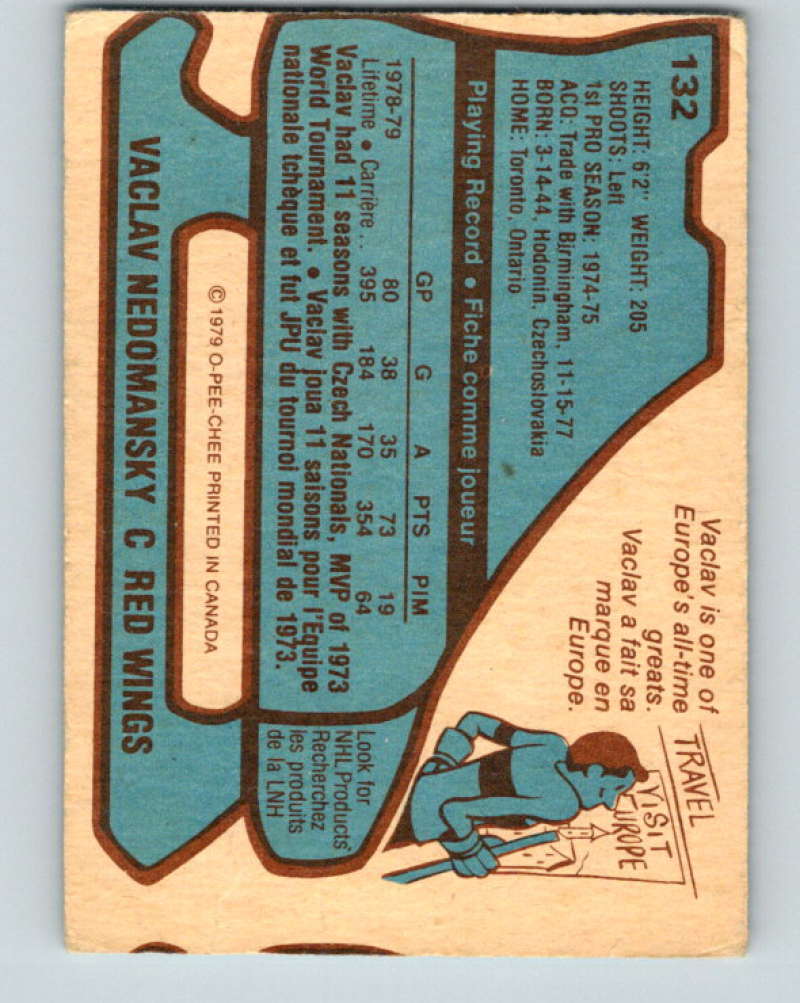 132
HEIGHT: 6'2" WEIGHT: 205
SHOOTS: Left
1st PRO SEASON: 1974-75
ACQ: Trade with Birmingham, 11-15-77
BORN: 3-14-44, Hodonin, Czechoslovakia
HOME: Toronto, Ontario
Playing Record • Fiche comme joueur
GP G A PTS PIM
1978-79 80 38 35 73 19
Lifetime • Carrière .. 395 184 170 354 64
Vaclav had 11 seasons with Czech Nationals, MVP of 1973
World Tournament. • Vaclav joua 11 saisons pour l'Equipe
nationale tchèque et fut JPU du tournoi mondial de 1973.
Vaclav is one of
Europe's all-time
greats.
Vaclav a fait sa
marque en
Europe.
TRAVEL
VISIT
EUROPE
Look for
NHL Products
Recherchez
les produits
de la LNH
© 1979 O-PEE-CHEE PRINTED IN CANADA
VACLAV NEDOMANSKY C RED WINGS